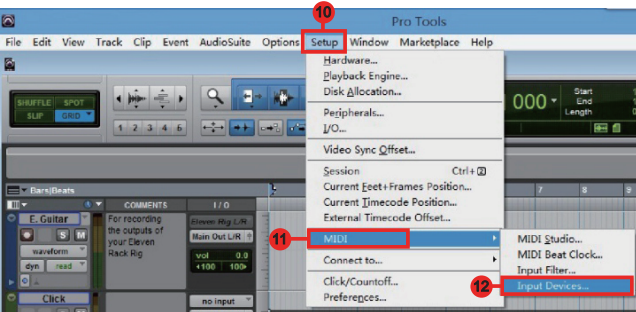 10
Pro Tools
File Edit View Track Clip Event AudioSuite Options Setup Window Marketplace Help
Hardware...
Playback Engine...
Disk Allocation...
Peripherals...
I/O...
Video Sync Offset...
Session Ctrl+2
Current Feet+Frames Position...
Current Timecode Position...
External Timecode Offset...
11
MIDI
Connect to...
Click/Countoff...
Preferences...
MIDI Studio...
MIDI Beat Clock...
Input Filter...
12
Input Devices...
SHUFFLE SPOT
SLIP GRID
1 2 3 4 6
000
Start
End
Length
Bars|Beats
7 8 9
COMMENTS I / O
E. Guitar
S M
waveform
dyn read
For recording
the outputs of
your Eleven
Rack Rig
Eleven Rig L/R
Main Out L/R
vol 0.0
+100 100
Click
no input